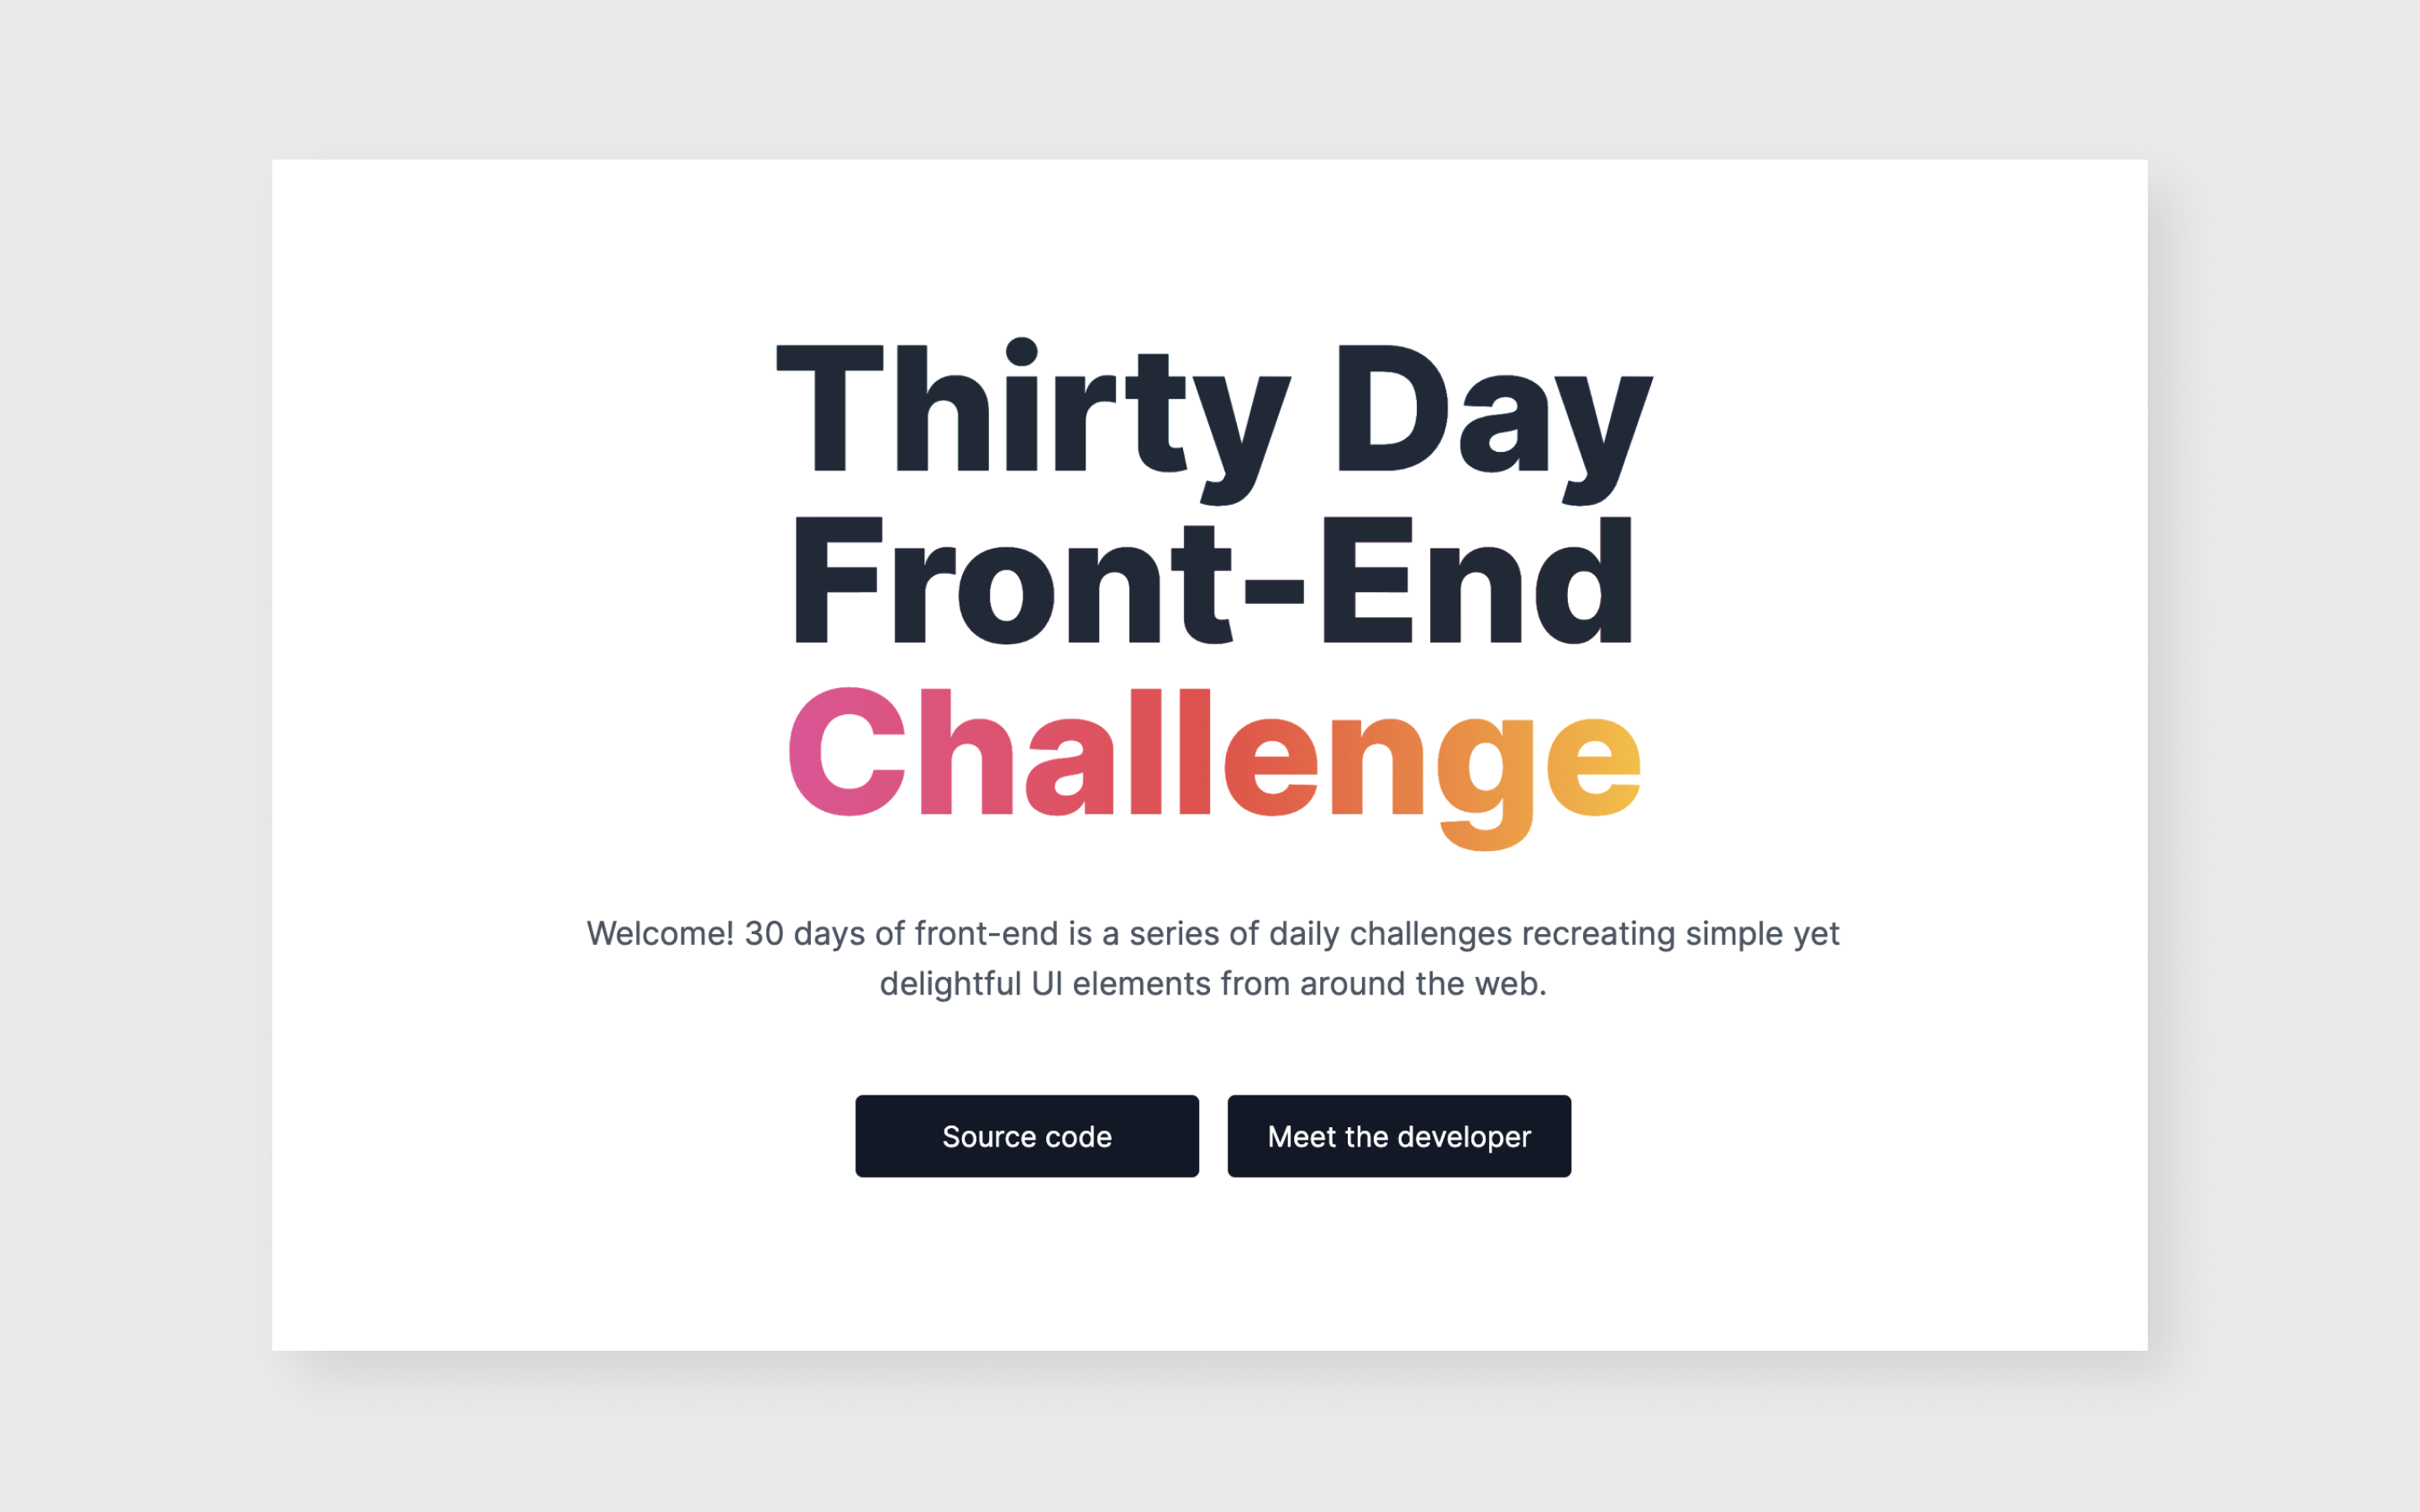 Thirty Day
Front-End
Challenge
Welcome! 30 days of front-end is a series of daily challenges recreating simple yet
delightful UI elements from around the web.
Source code
Meet the developer